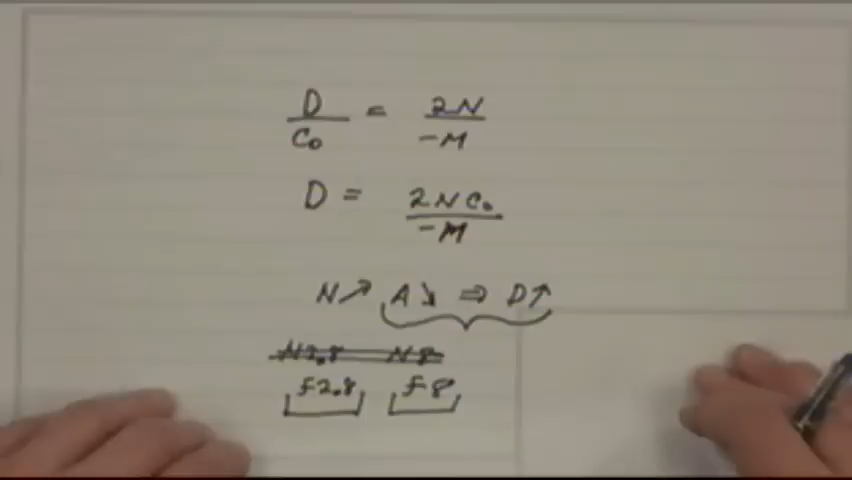 D/C₀ = 2N/-M
D = 2NC₀/-M
N↗ A↘ ⇒ D↑
N2.8 N8
f2.8 f8